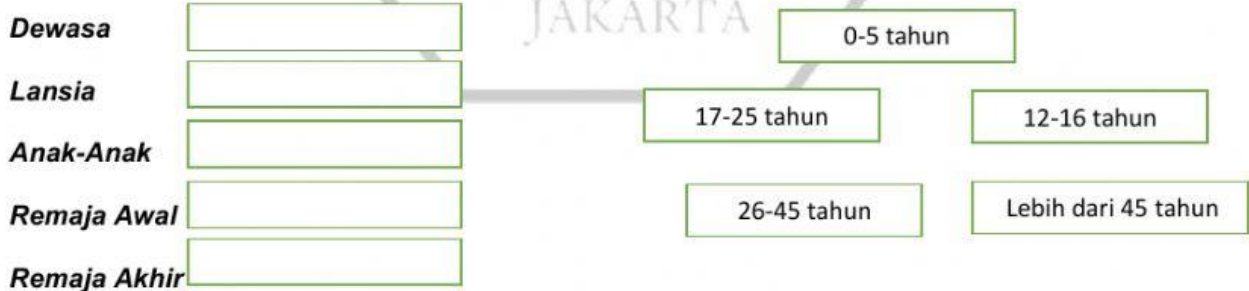 JAKARTA
Dewasa
0-5 tahun
Lansia
17-25 tahun
12-16 tahun
Anak-Anak
Remaja Awal
26-45 tahun
Lebih dari 45 tahun
Remaja Akhir